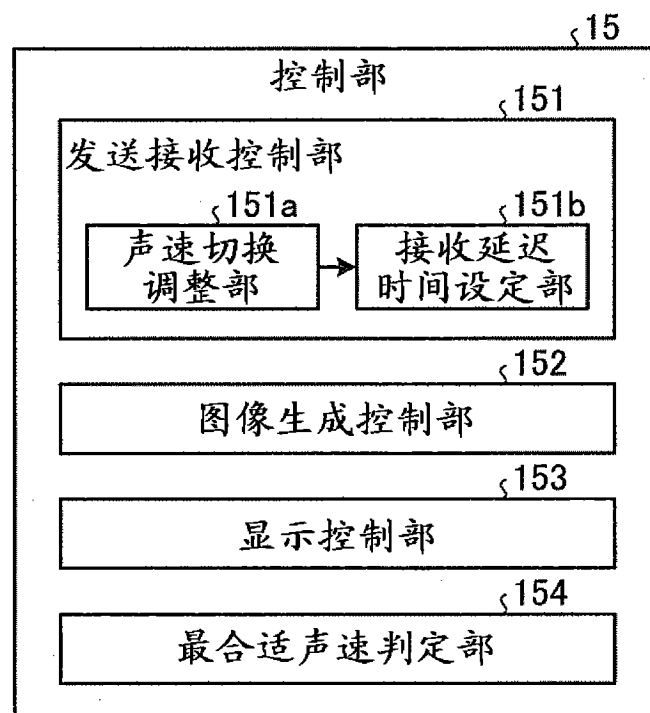 15
控制部
151
发送接收控制部
151a
声速切换
调整部
151b
接收延迟
时间设定部
152
图像生成控制部
153
显示控制部
154
最合适声速判定部